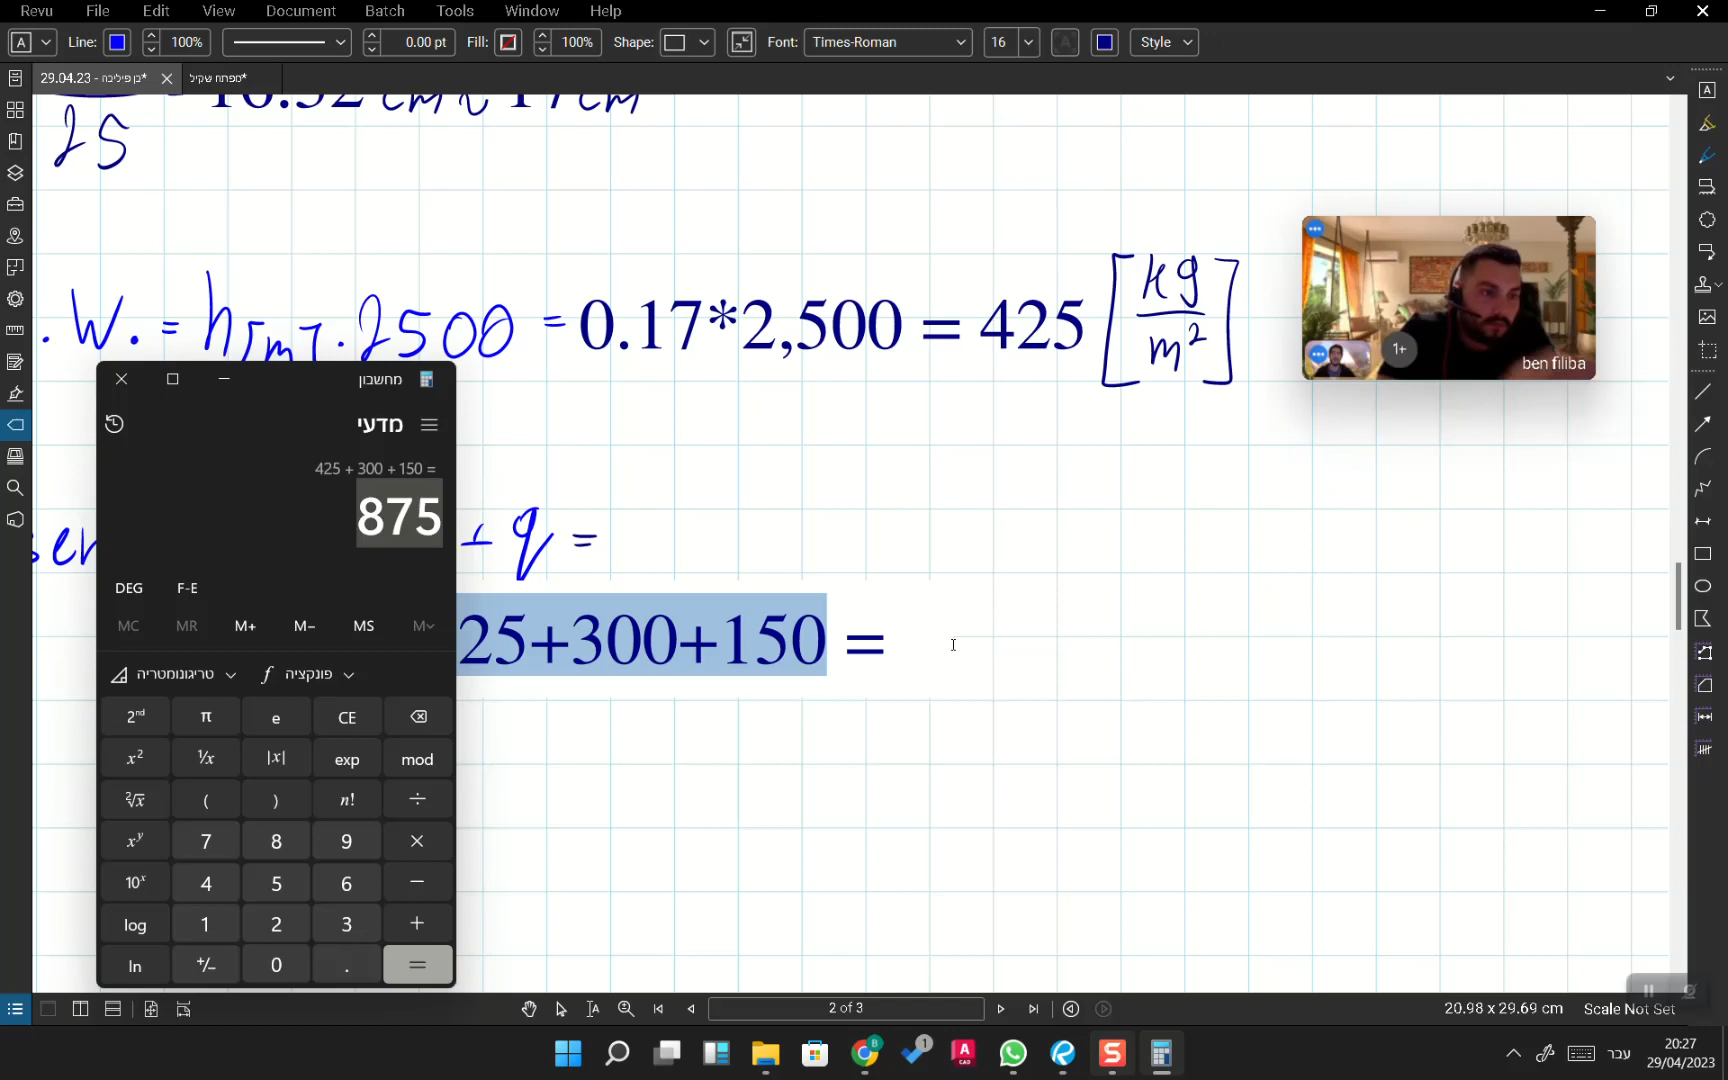 Revu File Edit View Document Batch Tools Window Help
Line: 100% 0.00 pt Fill: 100% Shape: Font: Times-Roman 16 A Style
29.04.23 - בן פיליבה* מפתח שקיל*
25 cm 17 cm
.W. = h[m].2500 = 0.17*2,500 = 425 [kg/m²]
1+
ben filiba
מחשבון
מדעי
425 + 300 + 150 =
875
+ q =
25+300+150 =
DEG F-E
MC MR M+ M− MS M
טריגונומטריה f פונקציה
2nd π e CE
x² ¹/x |x| exp mod
²√x ( ) n! ÷
xʸ 7 8 9 ×
10ˣ 4 5 6 −
log 1 2 3 +
ln +/− 0 . =
2 of 3 20.98 x 29.69 cm Scale Not Set
עבר 20:27
29/04/2023